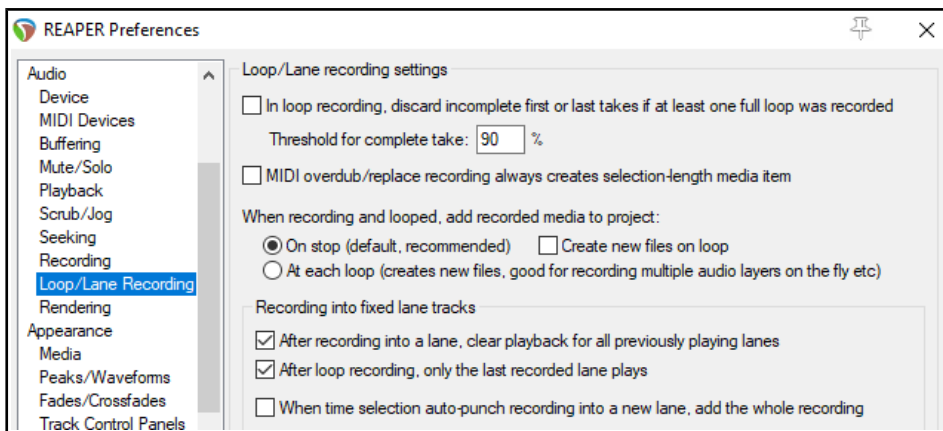 REAPER Preferences
Audio
Device
MIDI Devices
Buffering
Mute/Solo
Playback
Scrub/Jog
Seeking
Recording
Loop/Lane Recording
Rendering
Appearance
Media
Peaks/Waveforms
Fades/Crossfades
Track Control Panels
Loop/Lane recording settings
In loop recording, discard incomplete first or last takes if at least one full loop was recorded
Threshold for complete take: 90 %
MIDI overdub/replace recording always creates selection-length media item
When recording and looped, add recorded media to project:
On stop (default, recommended) Create new files on loop
At each loop (creates new files, good for recording multiple audio layers on the fly etc)
Recording into fixed lane tracks
After recording into a lane, clear playback for all previously playing lanes
After loop recording, only the last recorded lane plays
When time selection auto-punch recording into a new lane, add the whole recording